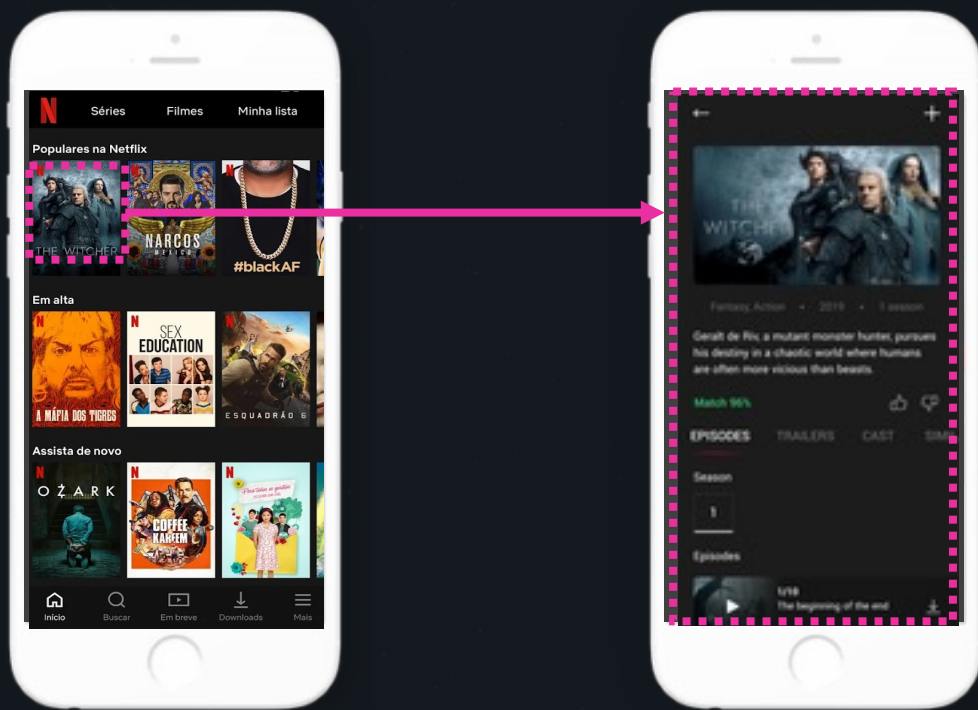 N
Séries Filmes Minha lista
Populares na Netflix
THE WITCHER
NARCOS
MEXICO
#blackAF
Em alta
A MÁFIA DOS TIGRES
SEX
EDUCATION
ESQUADRÃO 6
Assista de novo
OZARK
COFFEE
KAREEM
Início Buscar Em breve Downloads Mais
THE
WITCHER
Fantasy, Action • 2019 • 1 season
Geralt de Riv, a mutant monster hunter, pursues
his destiny in a chaotic world where humans
are often more vicious than beasts.
Match 96%
EPISODES TRAILERS CAST
Season
1
Episodes
1/10
The beginning of the end